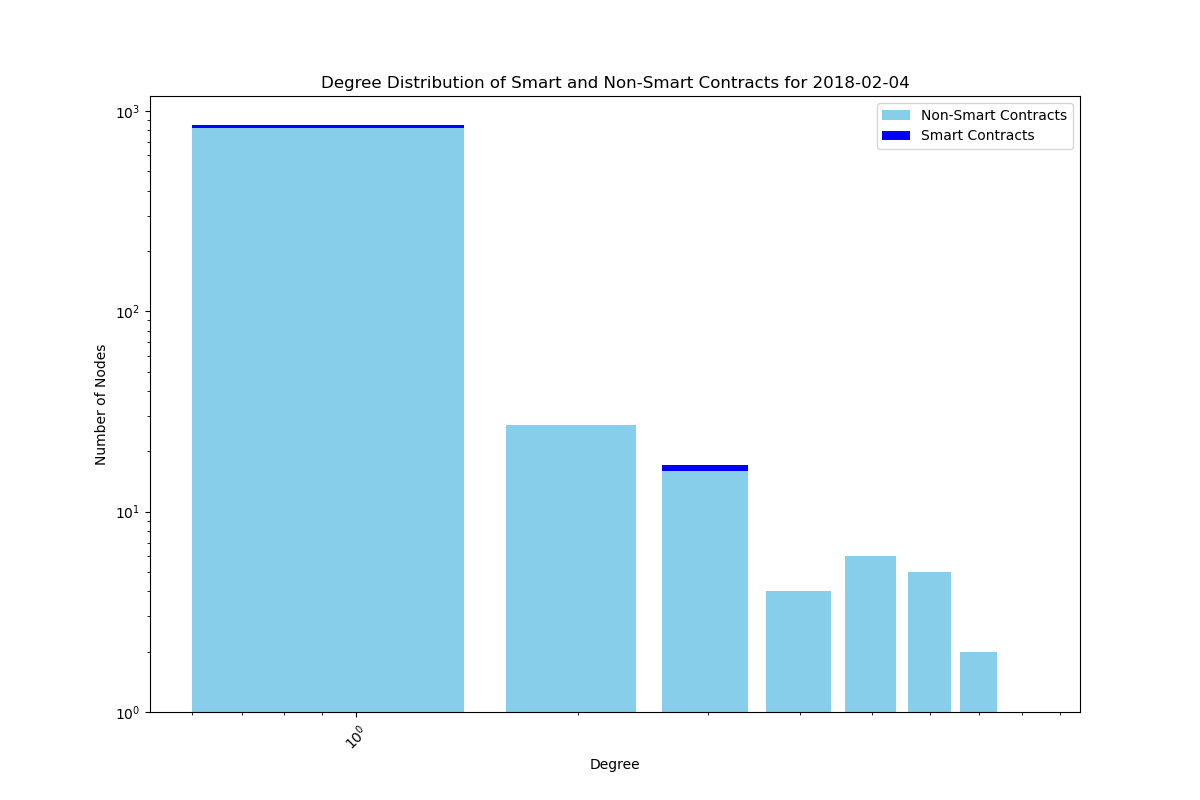 Degree Distribution of Smart and Non-Smart Contracts for 2018-02-04
Non-Smart Contracts
Smart Contracts
Number of Nodes
10³
10²
10¹
10⁰
10⁰
Degree